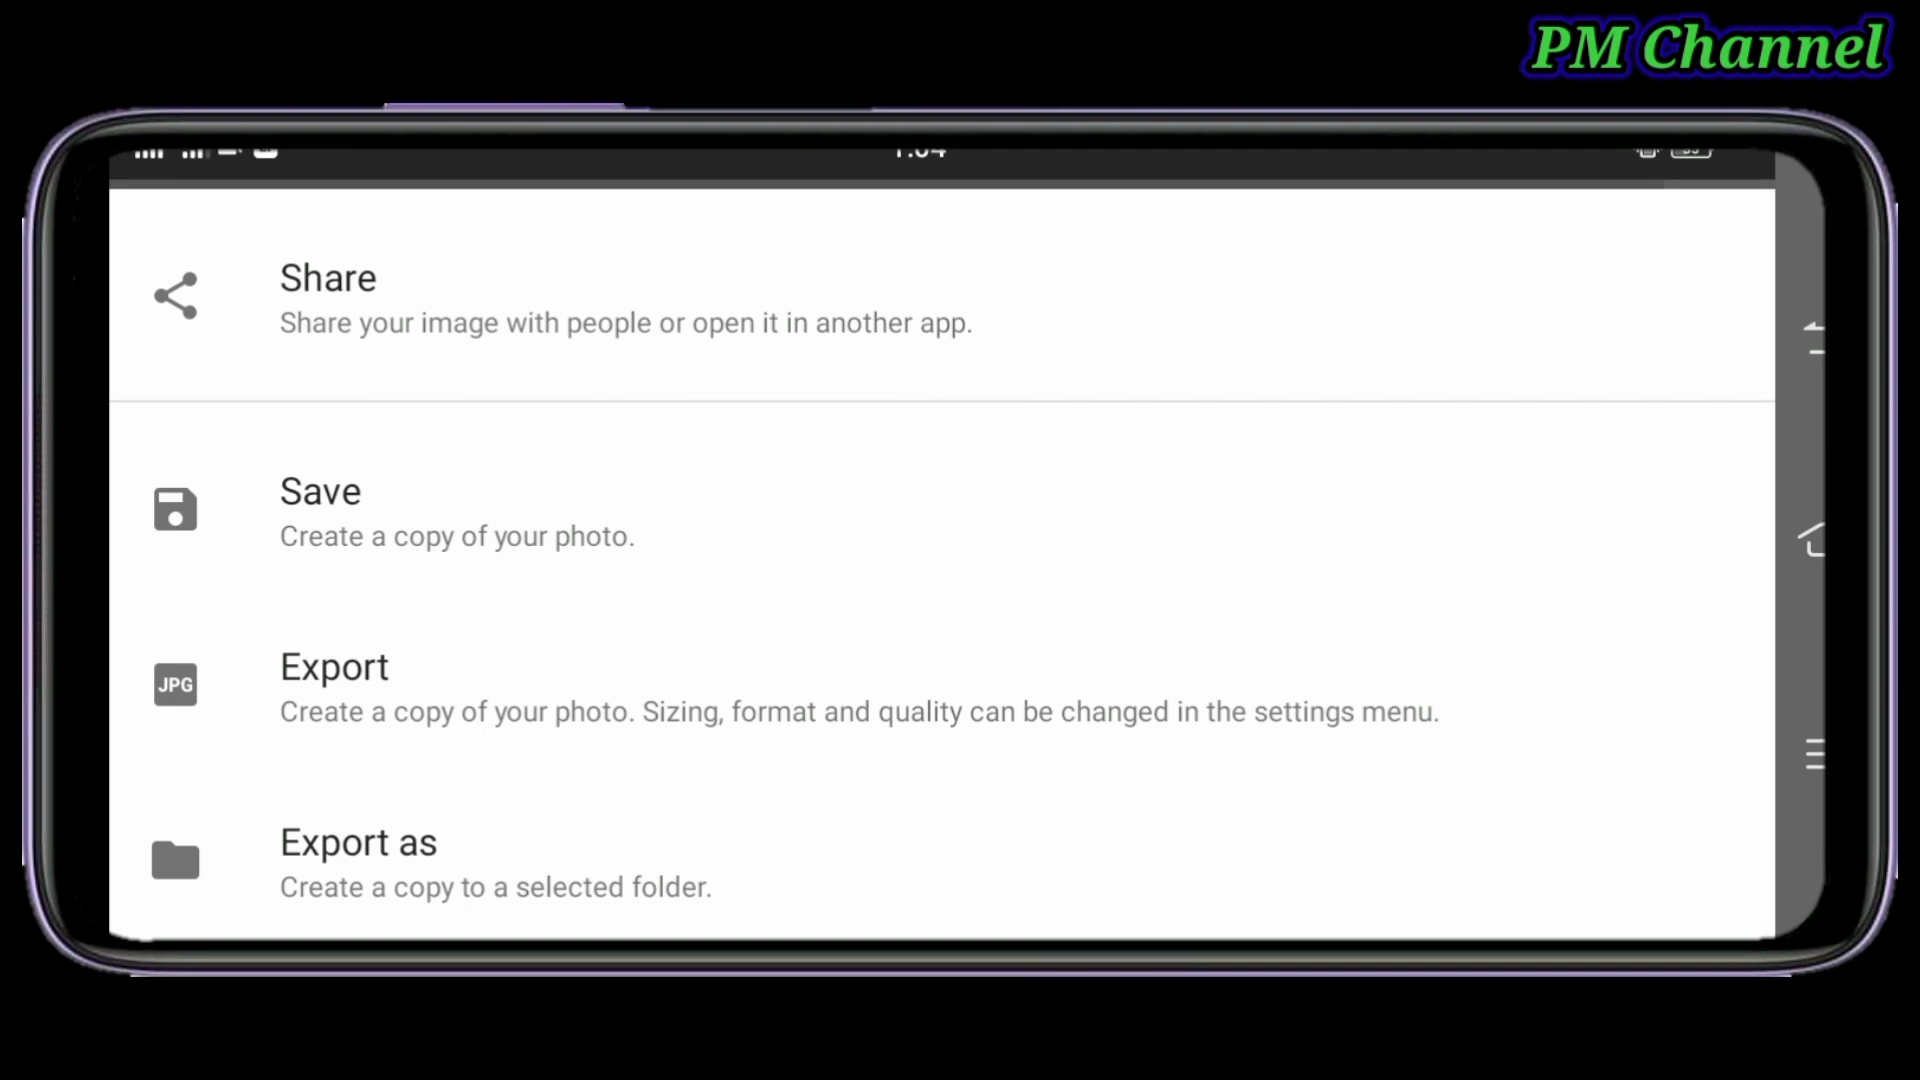 PM Channel
Share
Share your image with people or open it in another app.
Save
Create a copy of your photo.
JPG
Export
Create a copy of your photo. Sizing, format and quality can be changed in the settings menu.
Export as
Create a copy to a selected folder.